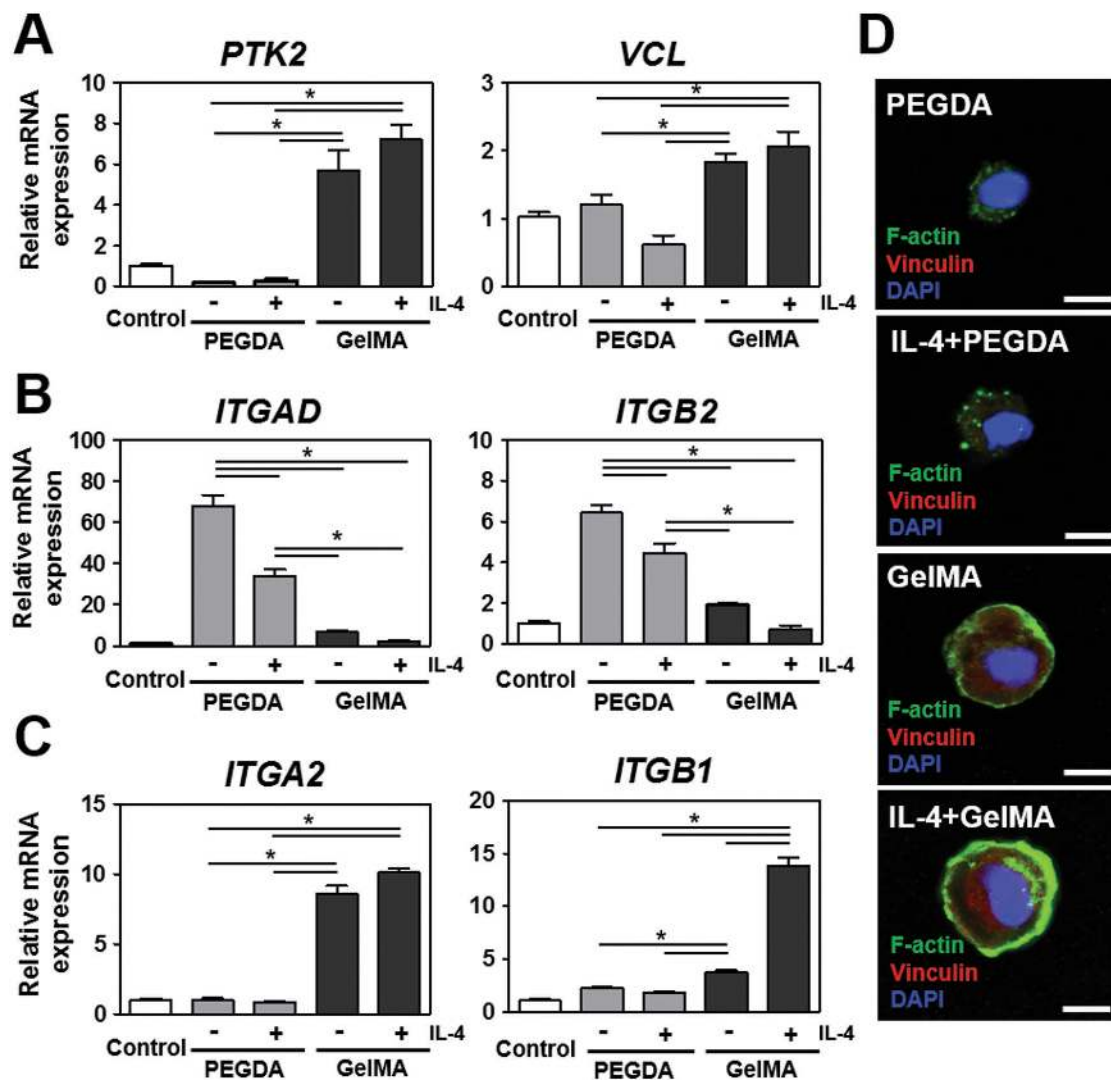 A
PTK2
Relative mRNA expression
10
8
6
4
2
0
*
*
- + - + IL-4
Control
PEGDA GelMA
VCL
3
2
1
0
*
*
- + - + IL-4
Control
PEGDA GelMA
B
ITGAD
Relative mRNA expression
100
80
60
40
20
0
*
*
- + - + IL-4
Control
PEGDA GelMA
ITGB2
10
8
6
4
2
0
*
*
- + - + IL-4
Control
PEGDA GelMA
C
ITGA2
Relative mRNA expression
15
10
5
0
*
*
- + - + IL-4
Control
PEGDA GelMA
ITGB1
20
15
10
5
0
*
*
- + - + IL-4
Control
PEGDA GelMA
D
PEGDA
F-actin
Vinculin
DAPI
IL-4+PEGDA
F-actin
Vinculin
DAPI
GelMA
F-actin
Vinculin
DAPI
IL-4+GelMA
F-actin
Vinculin
DAPI